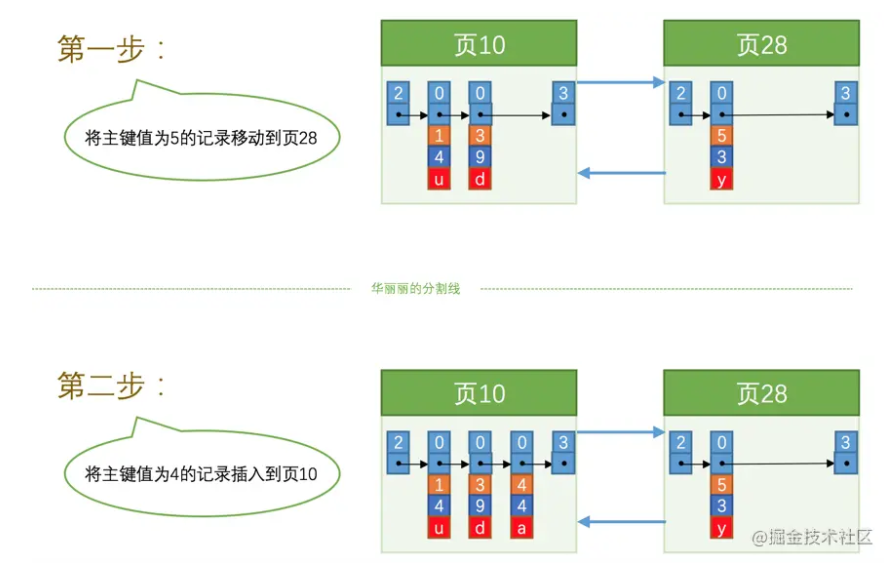 第一步：
将主键值为5的记录移动到页28
页10
页28
2 0 0 3
1 3
4 9
u d
2 0 3
5
3
y
华丽丽的分割线
第二步：
将主键值为4的记录插入到页10
页10
页28
2 0 0 0 3
1 3 4
4 9 4
u d a
2 0 3
5
3
y
@掘金技术社区